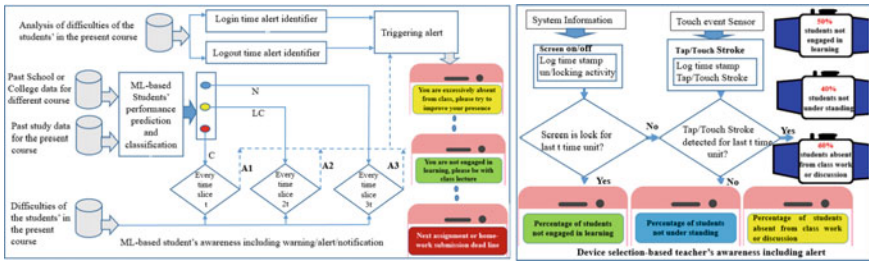 Analysis of difficulties of the
students' in the present course
Login time alert identifier
Logout time alert identifier
Triggering alert
Past School or
College data for
different course
Past study data
for the present
course
ML-based
Students'
performance
prediction
and
classification
N
LC
C
A1
A2
A3
Every
time
slice
t
Every
time
slice
2t
Every
time
slice
3t
Difficulties of
the students' in
the present
course
ML-based student's awareness including warning/alert/notification
You are excessively absent
from class, please try to
improve your presence
You are not engaged in
learning, please be with
class lecture
Next assignment or home-
work submission dead line
System Information
Touch event Sensor
Screen on/off
Log time stamp
un/locking activity
Tap/Touch Stroke
Log time stamp
Tap/Touch Stroke
Screen is lock for
last t time unit?
No
Tap/Touch Stroke
detected for last t time
unit?
Yes
Yes
No
50%
students not
engaged in
learning
40%
students not
under standing
60%
students absent
from class work
or discussion
Percentage of students
not engaged in learning
Percentage of students
not under standing
Percentage of students
absent from class work
or discussion
Device selection-based teacher's awareness including alert